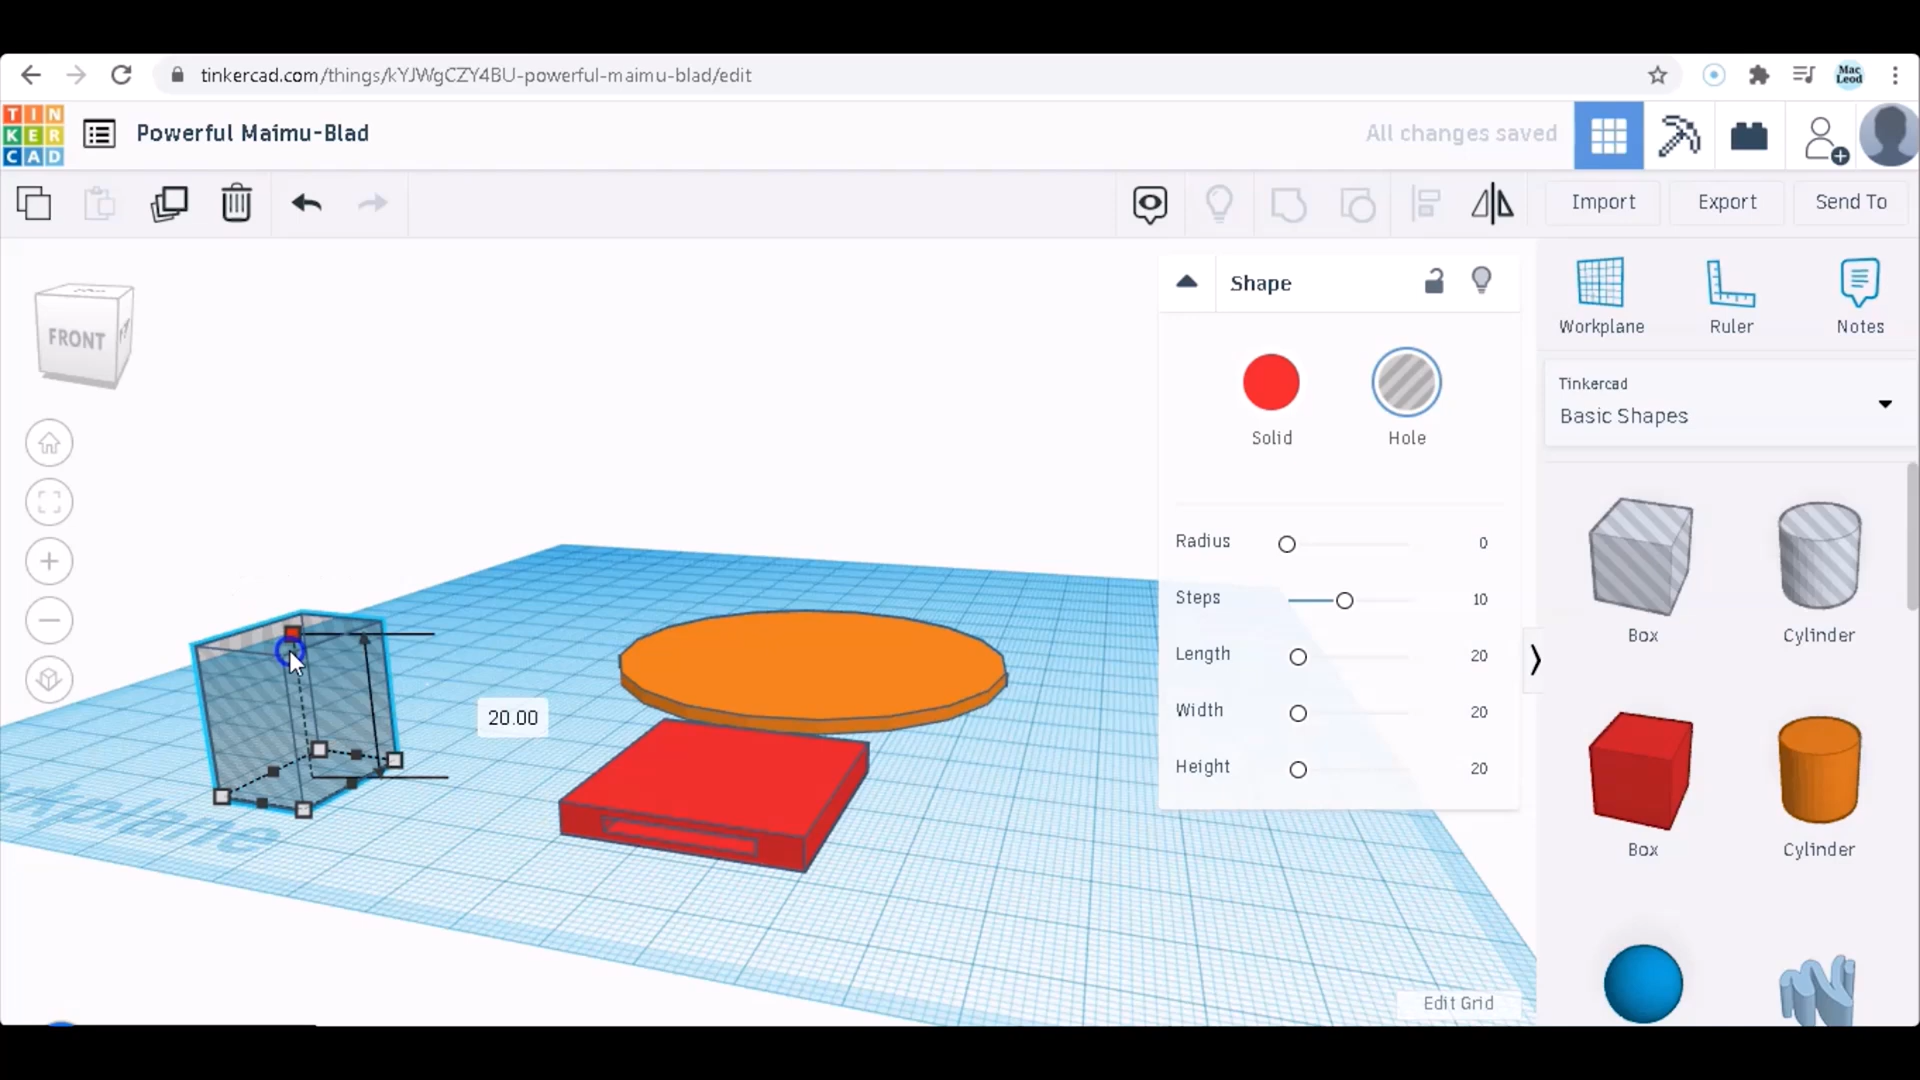 tinkercad.com/things/kYJWgCZY4BU-powerful-maimu-blad/edit
Mac
Leod
TIN
KER
CAD
Powerful Maimu-Blad
All changes saved
Import
Export
Send To
FRONT
Shape
Workplane
Ruler
Notes
Solid
Hole
Tinkercad
Basic Shapes
Radius
0
Steps
10
Length
20
Width
20
Height
20
20.00
Box
Cylinder
Box
Cylinder
Edit Grid